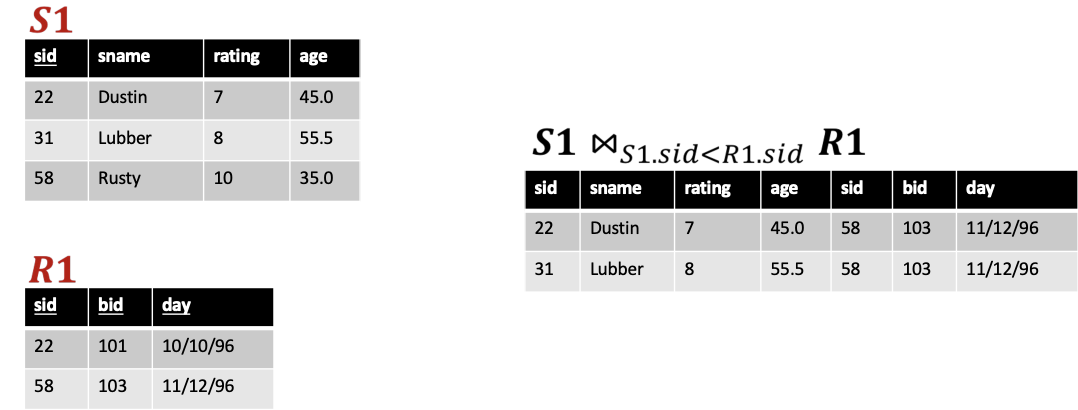 S1
sid sname rating age
22 Dustin 7 45.0
31 Lubber 8 55.5
58 Rusty 10 35.0
R1
sid bid day
22 101 10/10/96
58 103 11/12/96
S1 ⋈S1.sid<R1.sid R1
sid sname rating age sid bid day
22 Dustin 7 45.0 58 103 11/12/96
31 Lubber 8 55.5 58 103 11/12/96